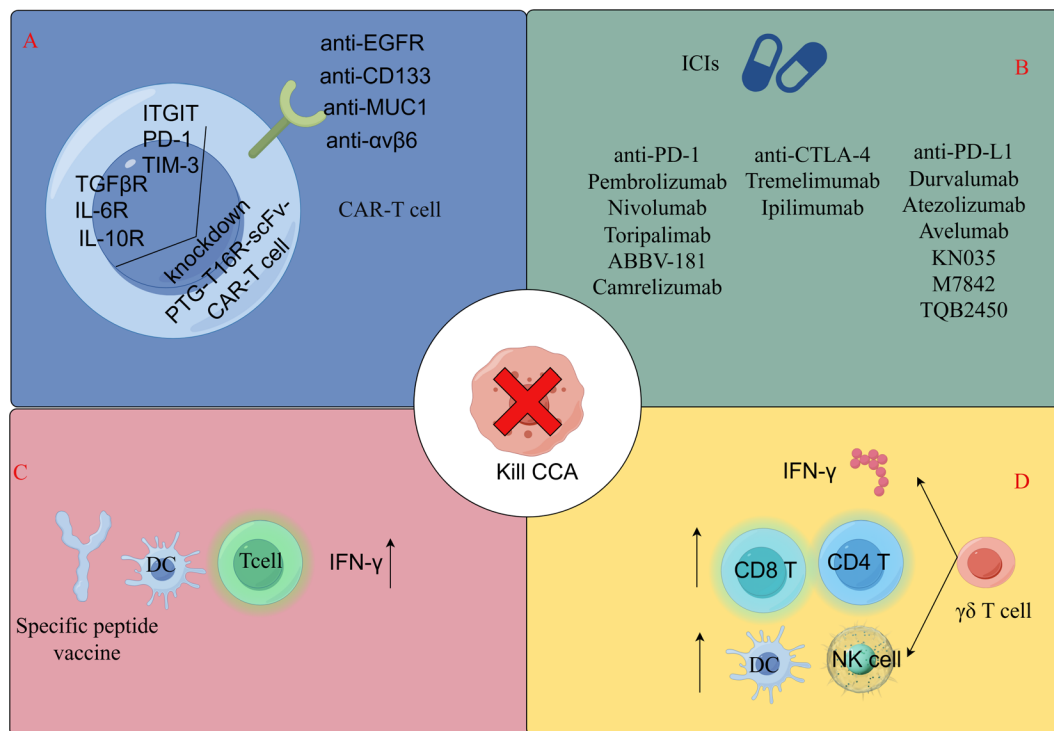 A
anti-EGFR
anti-CD133
anti-MUC1
anti-αvβ6
ITGIT
PD-1
TIM-3
TGFβR
IL-6R
IL-10R
knockdown
PTG-T16R-scFv-
CAR-T cell
CAR-T cell
B
ICIs
anti-PD-1
Pembrolizumab
Nivolumab
Toripalimab
ABBV-181
Camrelizumab
anti-CTLA-4
Tremelimumab
Ipilimumab
anti-PD-L1
Durvalumab
Atezolizumab
Avelumab
KN035
M7842
TQB2450
Kill CCA
C
DC
Tcell
IFN-γ
Specific peptide
vaccine
D
IFN-γ
CD8 T
CD4 T
γδ T cell
DC
NK cell